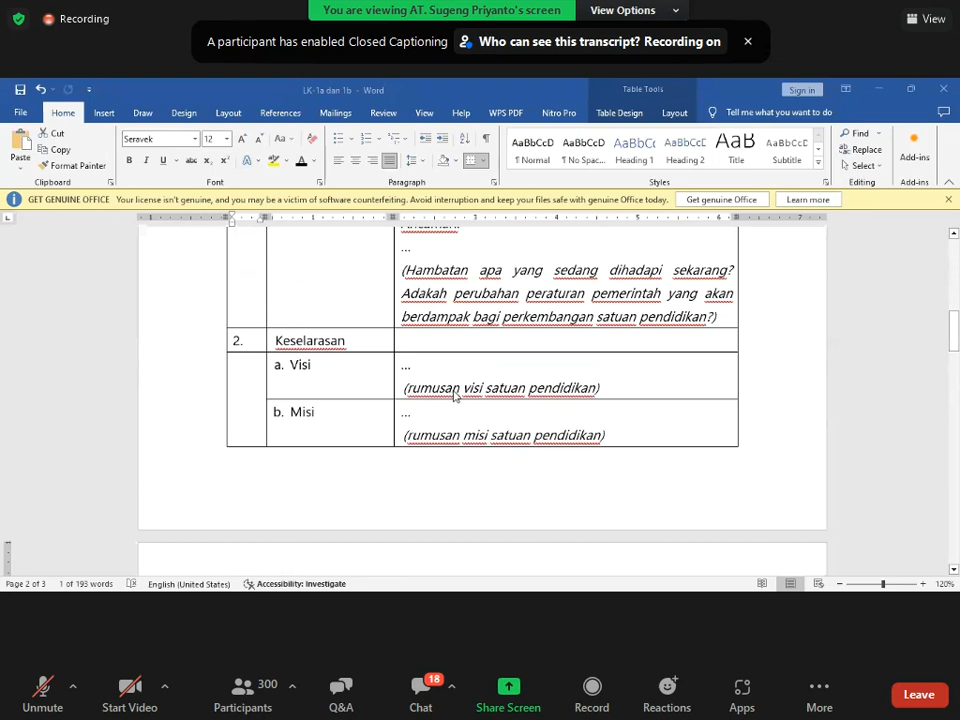 You are viewing AT. Sugeng Priyanto's screen
View Options
Recording
A participant has enabled Closed Captioning
Who can see this transcript? Recording on
View
LK-1a dan 1b - Word
Table Tools
Sign in
File Home Insert Draw Design Layout References Mailings Review View Help WPS PDF Nitro Pro Table Design Layout Tell me what you want to do
Paste
Cut
Copy
Format Painter
Clipboard
Seravek 12
Font
Paragraph
AaBbCcD AaBbCcD AaBbCc AaBbCcD AaB AaBbCcD
¶ Normal ¶ No Spac... Heading 1 Heading 2 Title Subtitle
Styles
Find
Replace
Select
Editing
Add-ins
Add-ins
GET GENUINE OFFICE Your license isn't genuine, and you may be a victim of software counterfeiting. Avoid interruption and keep your files safe with genuine Office today.
Get genuine Office
Learn more
...
(Hambatan apa yang sedang dihadapi sekarang?
Adakah perubahan peraturan pemerintah yang akan
berdampak bagi perkembangan satuan pendidikan?)
2. Keselarasan
a. Visi
...
(rumusan visi satuan pendidikan)
b. Misi
...
(rumusan misi satuan pendidikan)
Page 2 of 3 1 of 193 words English (United States) Accessibility: Investigate 120%
Unmute
Start Video
300
Participants
Q&A
18
Chat
Share Screen
Record
Reactions
Apps
More
Leave